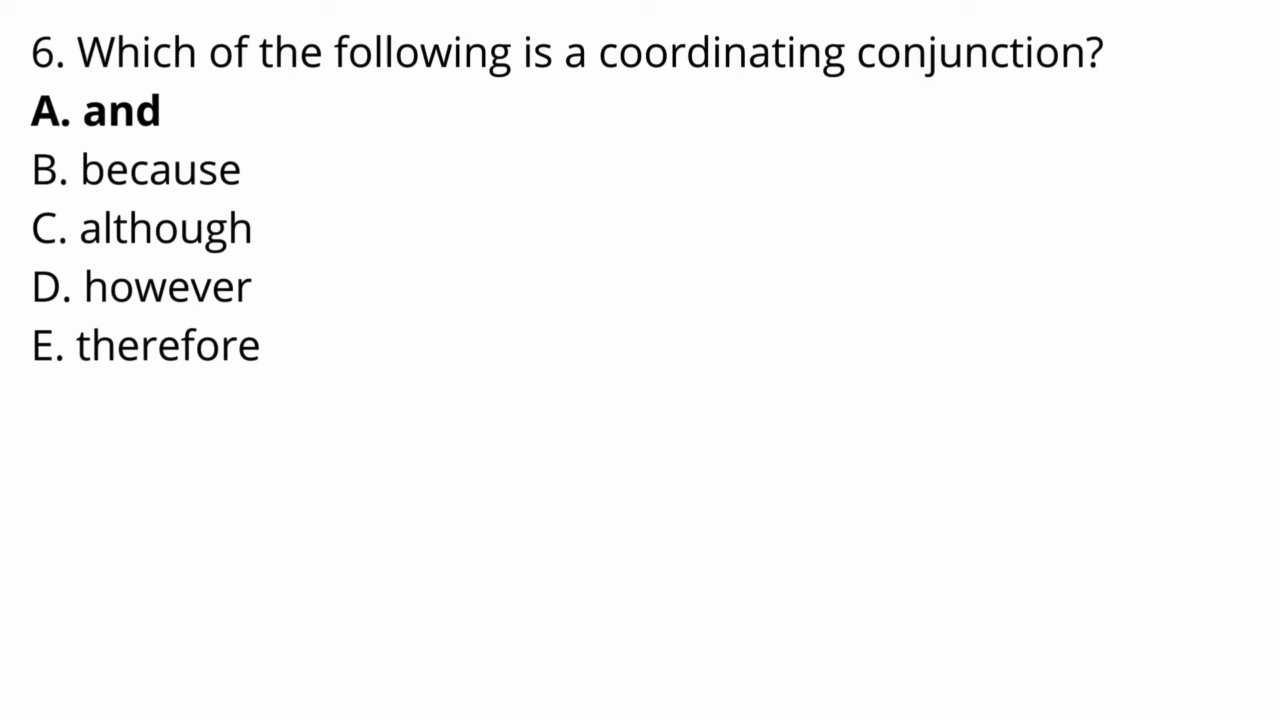 6. Which of the following is a coordinating conjunction?
A. and
B. because
C. although
D. however
E. therefore